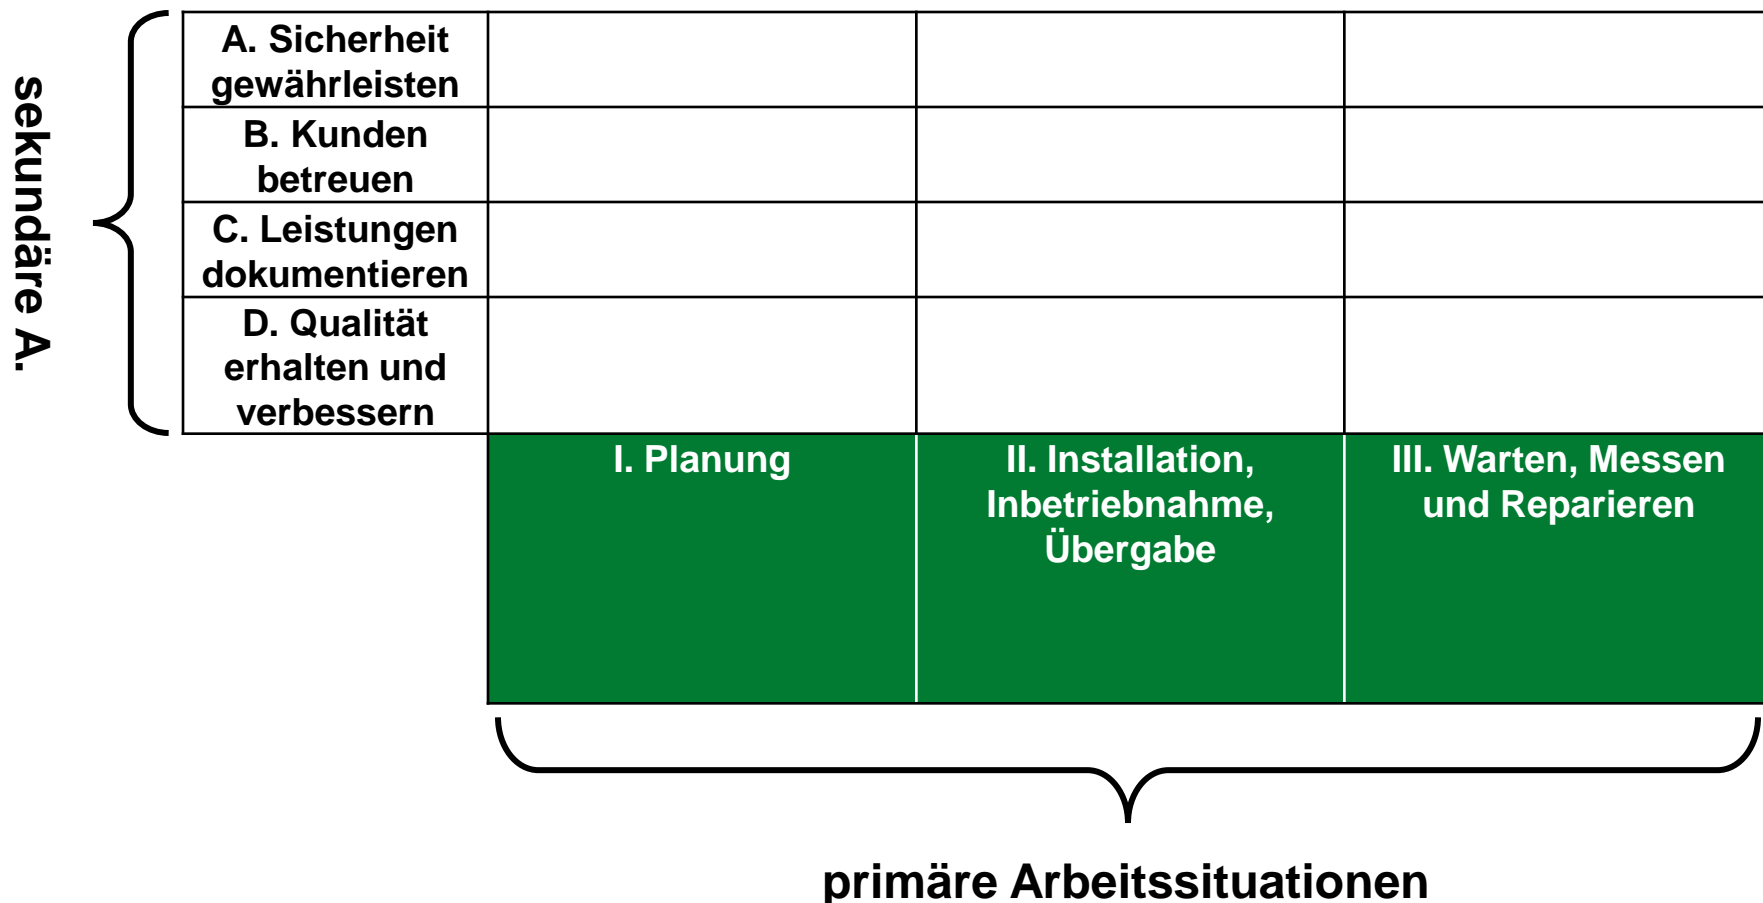 sekundäre A.
A. Sicherheit
gewährleisten
B. Kunden
betreuen
C. Leistungen
dokumentieren
D. Qualität
erhalten und
verbessern
I. Planung
II. Installation,
Inbetriebnahme,
Übergabe
III. Warten, Messen
und Reparieren
primäre Arbeitssituationen